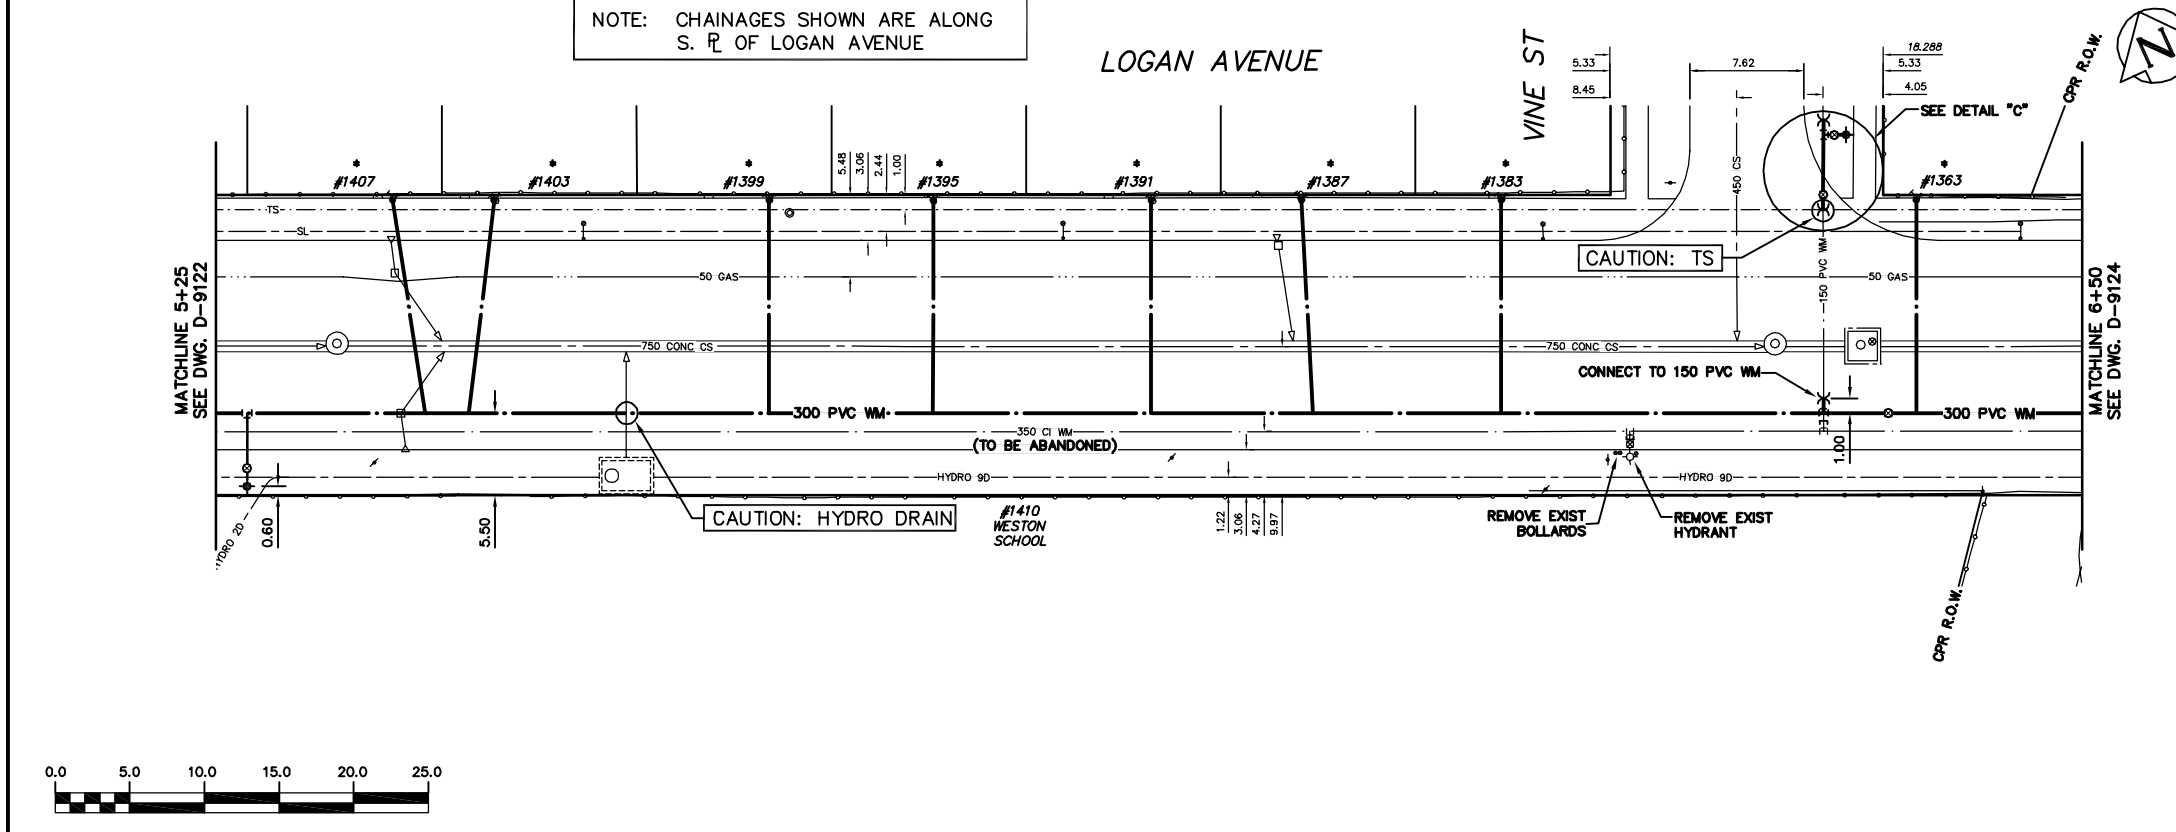 NOTE: CHAINAGES SHOWN ARE ALONG
S. ℙL OF LOGAN AVENUE
LOGAN AVENUE
VINE ST
5.33
8.45
7.62
18.288
5.33
4.05
CPR R.O.W.
N
SEE DETAIL "C"
450 CS
5.48
3.06
2.44
1.00
* * * * * * * *
#1407 #1403 #1399 #1395 #1391 #1387 #1383 #1363
TS
SL
CAUTION: TS
150 PVC WM
50 GAS 50 GAS
MATCHLINE 5+25
SEE DWG. D-9122
MATCHLINE 6+50
SEE DWG. D-9124
750 CONC CS 750 CONC CS
CONNECT TO 150 PVC WM
300 PVC WM 300 PVC WM
350 CI WM
(TO BE ABANDONED)
1.00
HYDRO 9D HYDRO 9D
HYDRO 2D
0.60
5.50
CAUTION: HYDRO DRAIN
#1410
WESTON
SCHOOL
1.22
3.06
4.27
9.97
REMOVE EXIST
BOLLARDS
REMOVE EXIST
HYDRANT
CPR R.O.W.
0.0 5.0 10.0 15.0 20.0 25.0